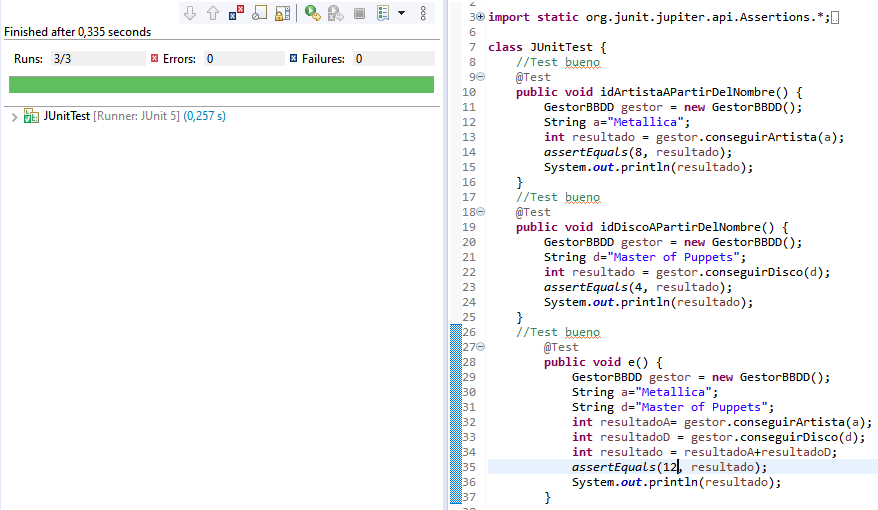 Finished after 0,335 seconds
Runs: 3/3 Errors: 0 Failures: 0
JUnitTest [Runner: JUnit 5] (0,257 s)
2
3 import static org.junit.jupiter.api.Assertions.*;
6
7 class JUnitTest {
8 //Test bueno
9 @Test
10 public void idArtistaAPartirDelNombre() {
11 GestorBBDD gestor = new GestorBBDD();
12 String a="Metallica";
13 int resultado = gestor.conseguirArtista(a);
14 assertEquals(8, resultado);
15 System.out.println(resultado);
16 }
17 //Test bueno
18 @Test
19 public void idDiscoAPartirDelNombre() {
20 GestorBBDD gestor = new GestorBBDD();
21 String d="Master of Puppets";
22 int resultado = gestor.conseguirDisco(d);
23 assertEquals(4, resultado);
24 System.out.println(resultado);
25 }
26 //Test bueno
27 @Test
28 public void e() {
29 GestorBBDD gestor = new GestorBBDD();
30 String a="Metallica";
31 String d="Master of Puppets";
32 int resultadoA= gestor.conseguirArtista(a);
33 int resultadoD = gestor.conseguirDisco(d);
34 int resultado = resultadoA+resultadoD;
35 assertEquals(12, resultado);
36 System.out.println(resultado);
37 }